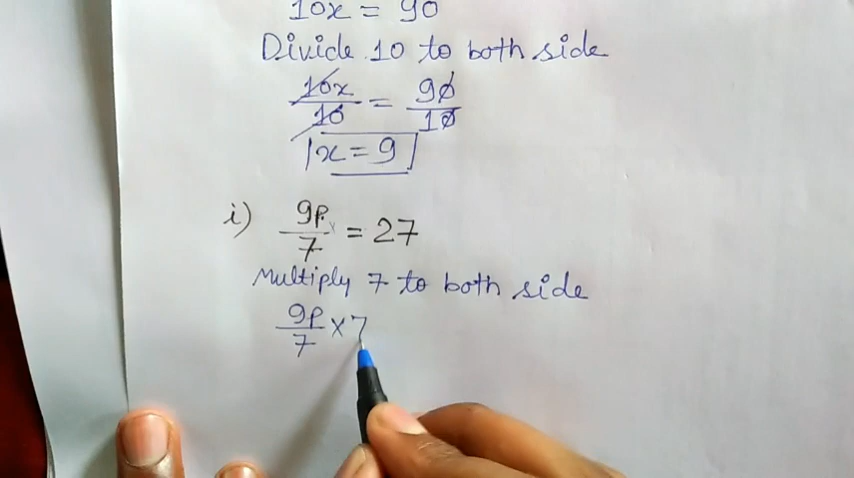 10x = 90
Divide 10 to both side
10x/10 = 90/10
x = 9
i) 9p/7 = 27
Multiply 7 to both side
9p/7 × 7